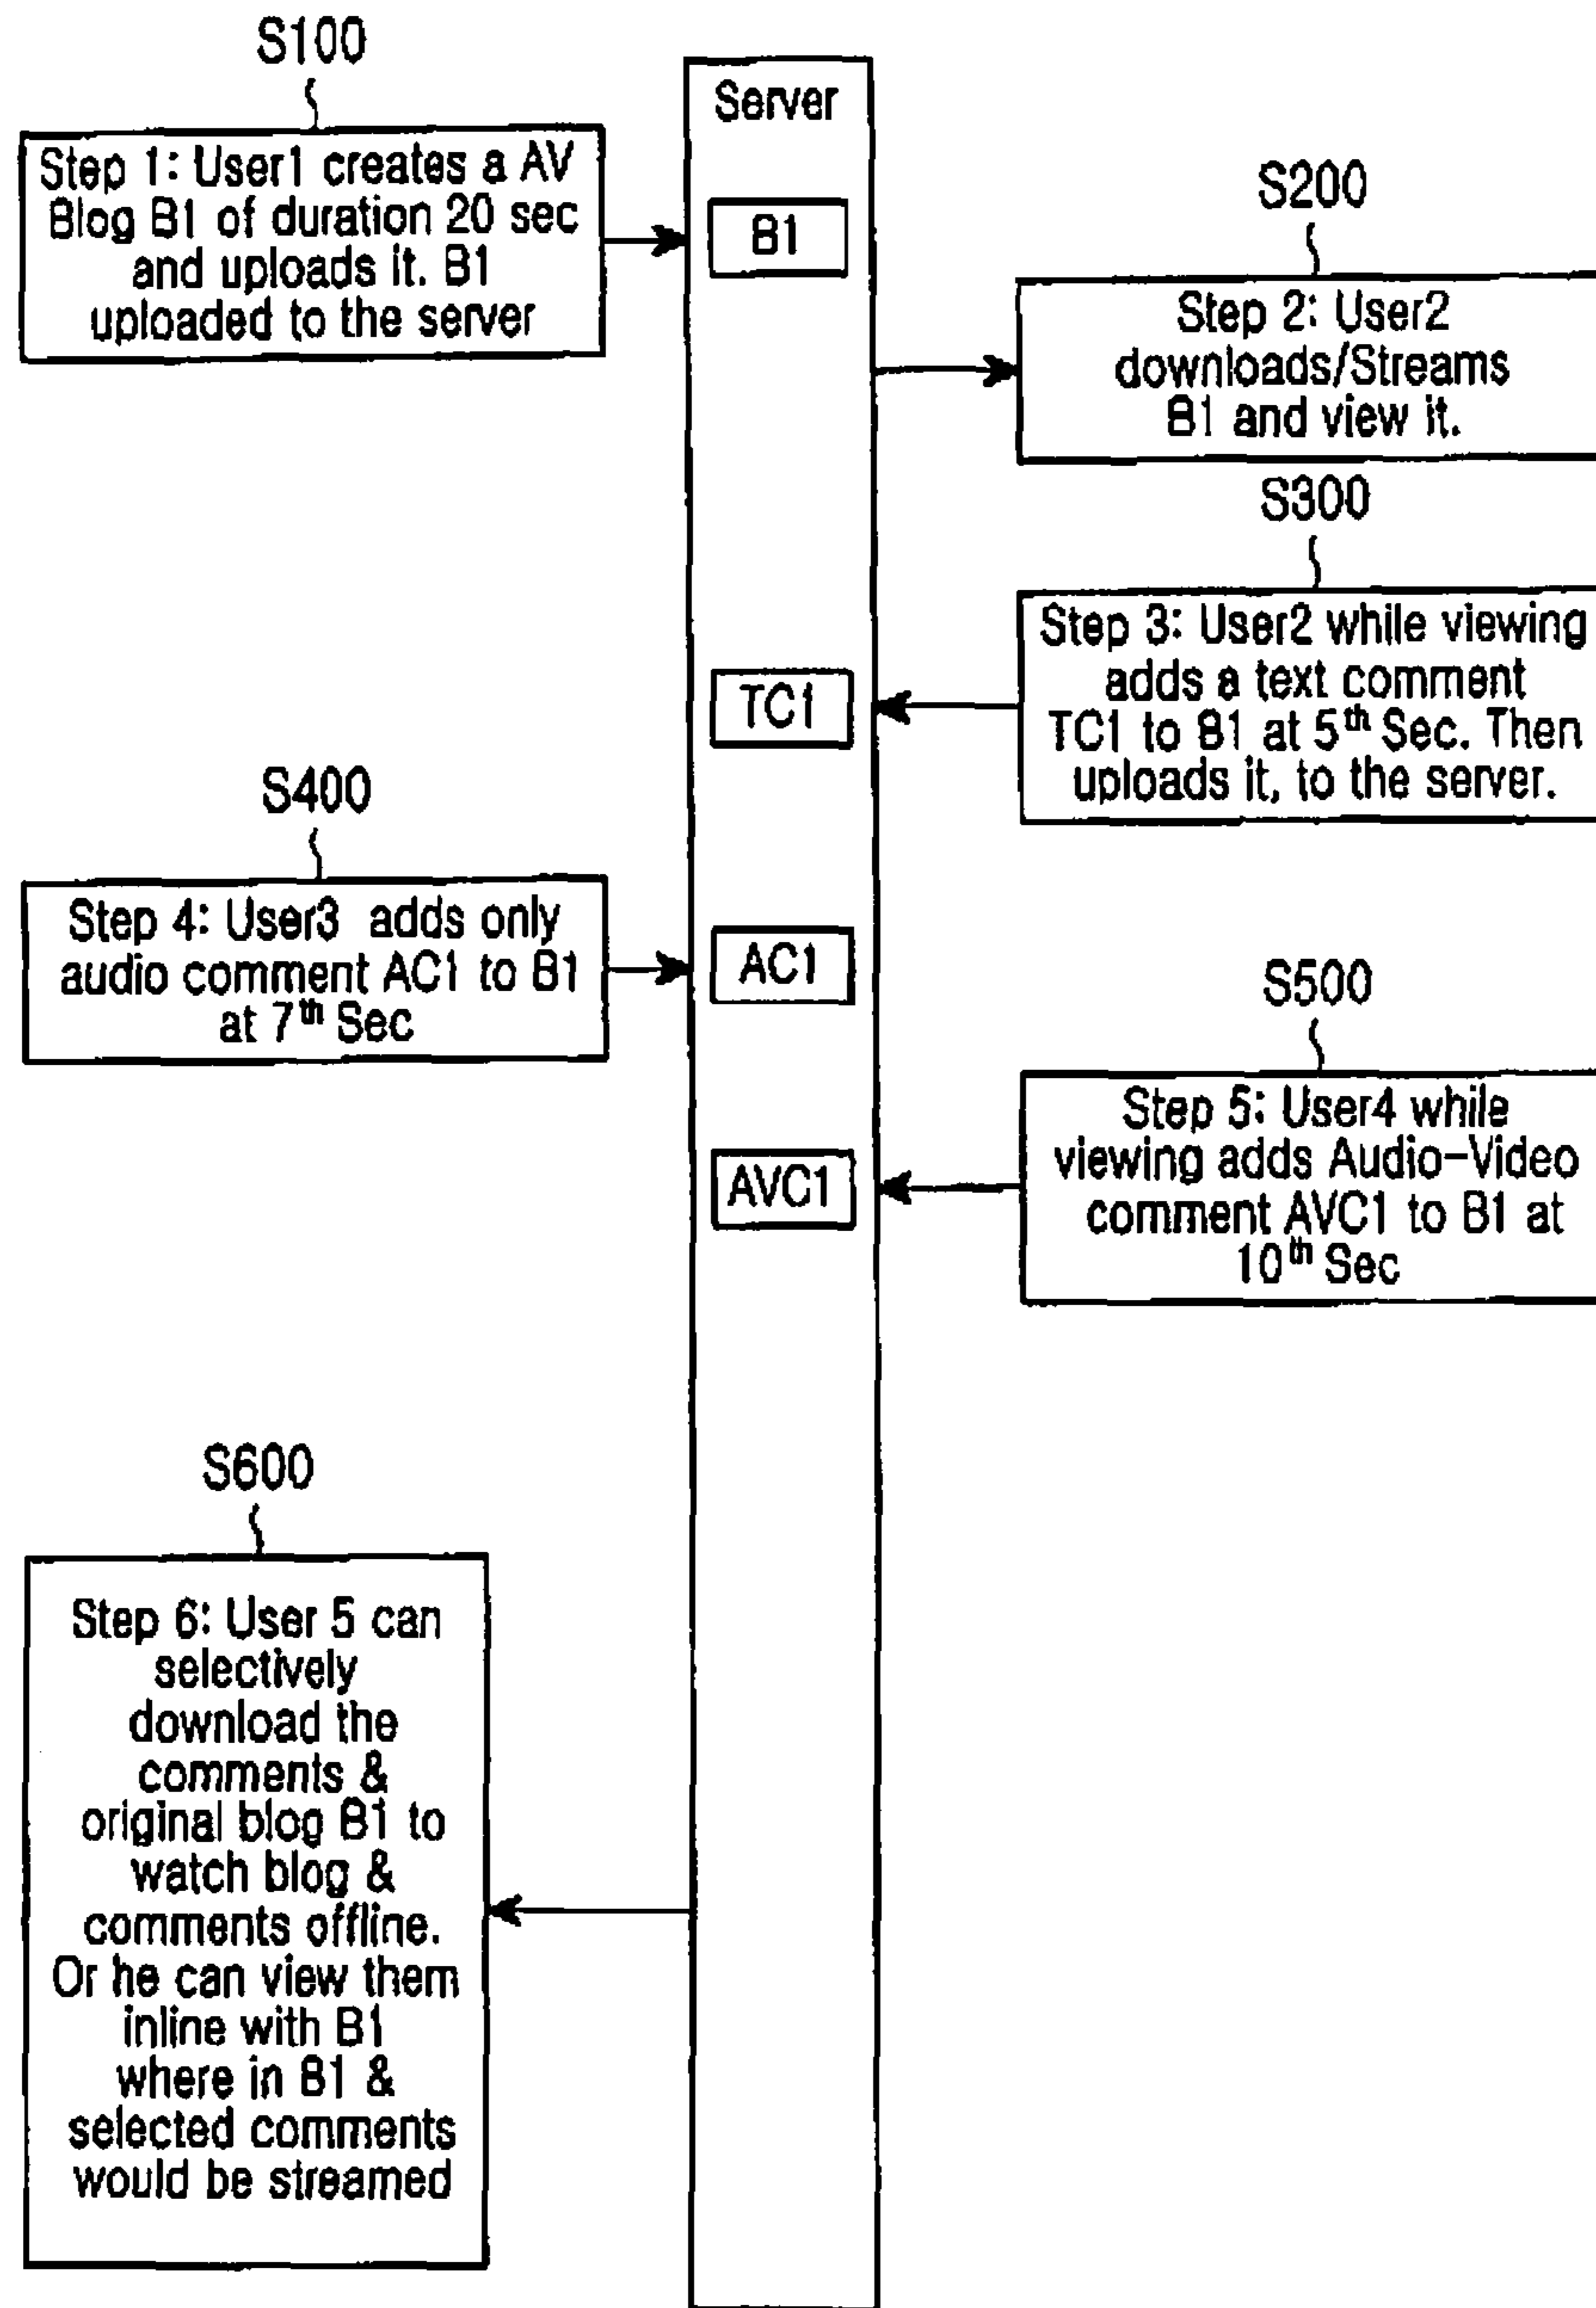 S100
Step 1: User1 creates a AV
Blog B1 of duration 20 sec
and uploads it. B1
uploaded to the server
Server
B1
S200
Step 2: User2
downloads/Streams
B1 and view it.
S300
Step 3: User2 while viewing
adds a text comment
TC1 to B1 at 5th Sec. Then
uploads it, to the server.
TC1
S400
Step 4: User3 adds only
audio comment AC1 to B1
at 7th Sec
AC1
S500
Step 5: User4 while
viewing adds Audio-Video
comment AVC1 to B1 at
10th Sec
AVC1
S600
Step 6: User 5 can
selectively
download the
comments &
original blog B1 to
watch blog &
comments offline.
Or he can view them
inline with B1
where in B1 &
selected comments
would be streamed